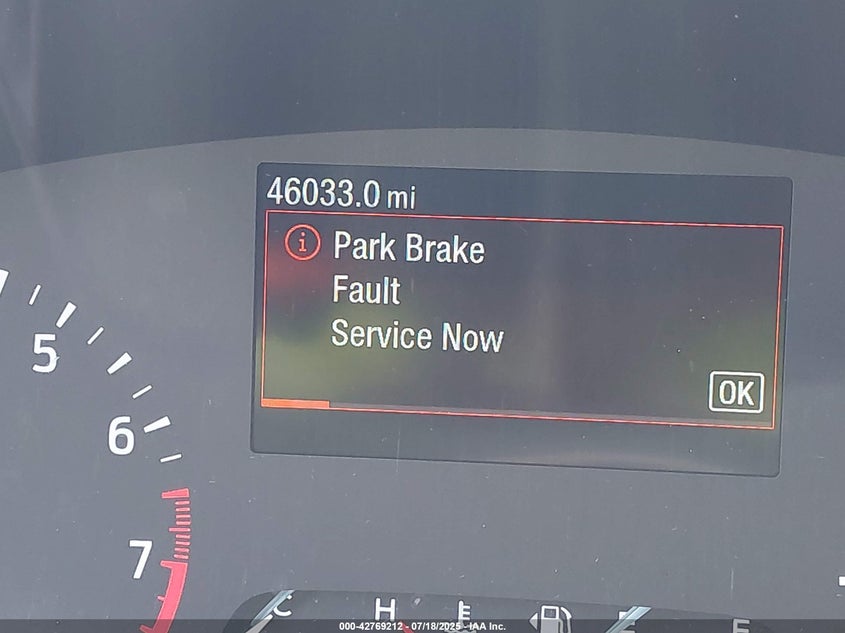 46033.0 mi
Park Brake
Fault
Service Now
OK
5
6
7
C H E F
000-42769212 - 07/18/2025 - IAA Inc.